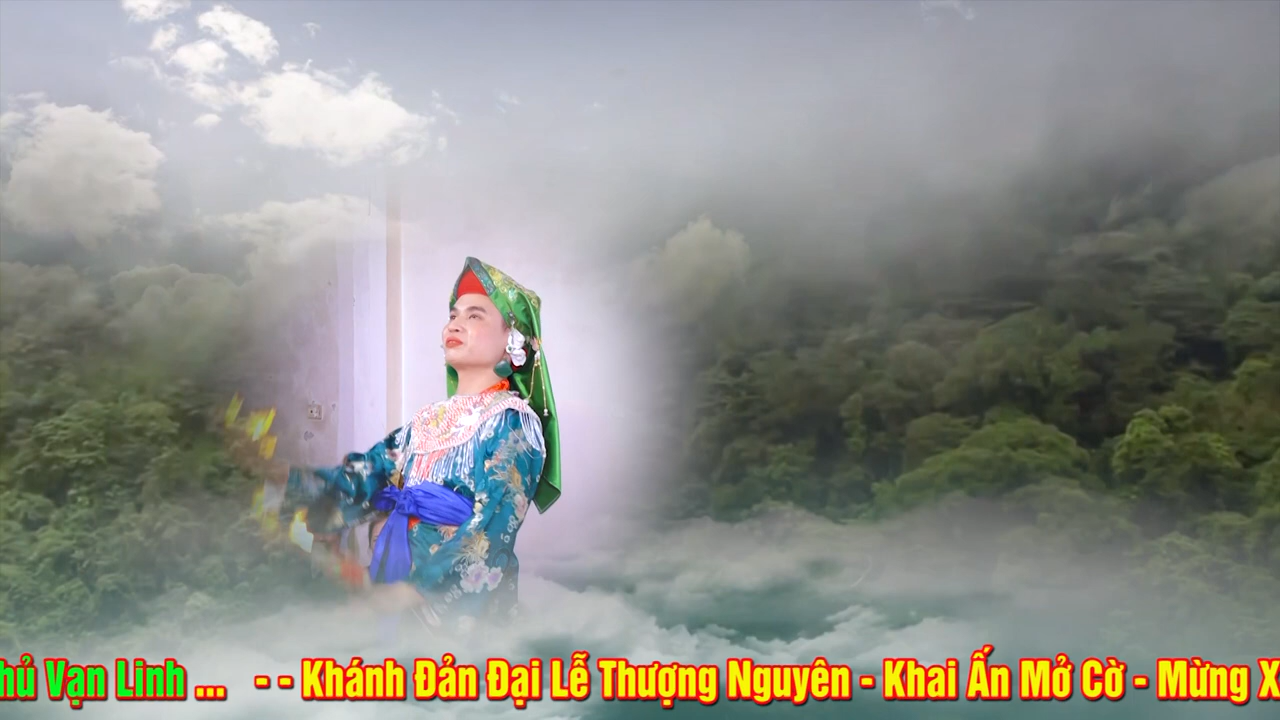 hủ Vạn Linh ... - - Khánh Đản Đại Lễ Thượng Nguyên - Khai Ấn Mở Cờ - Mừng X